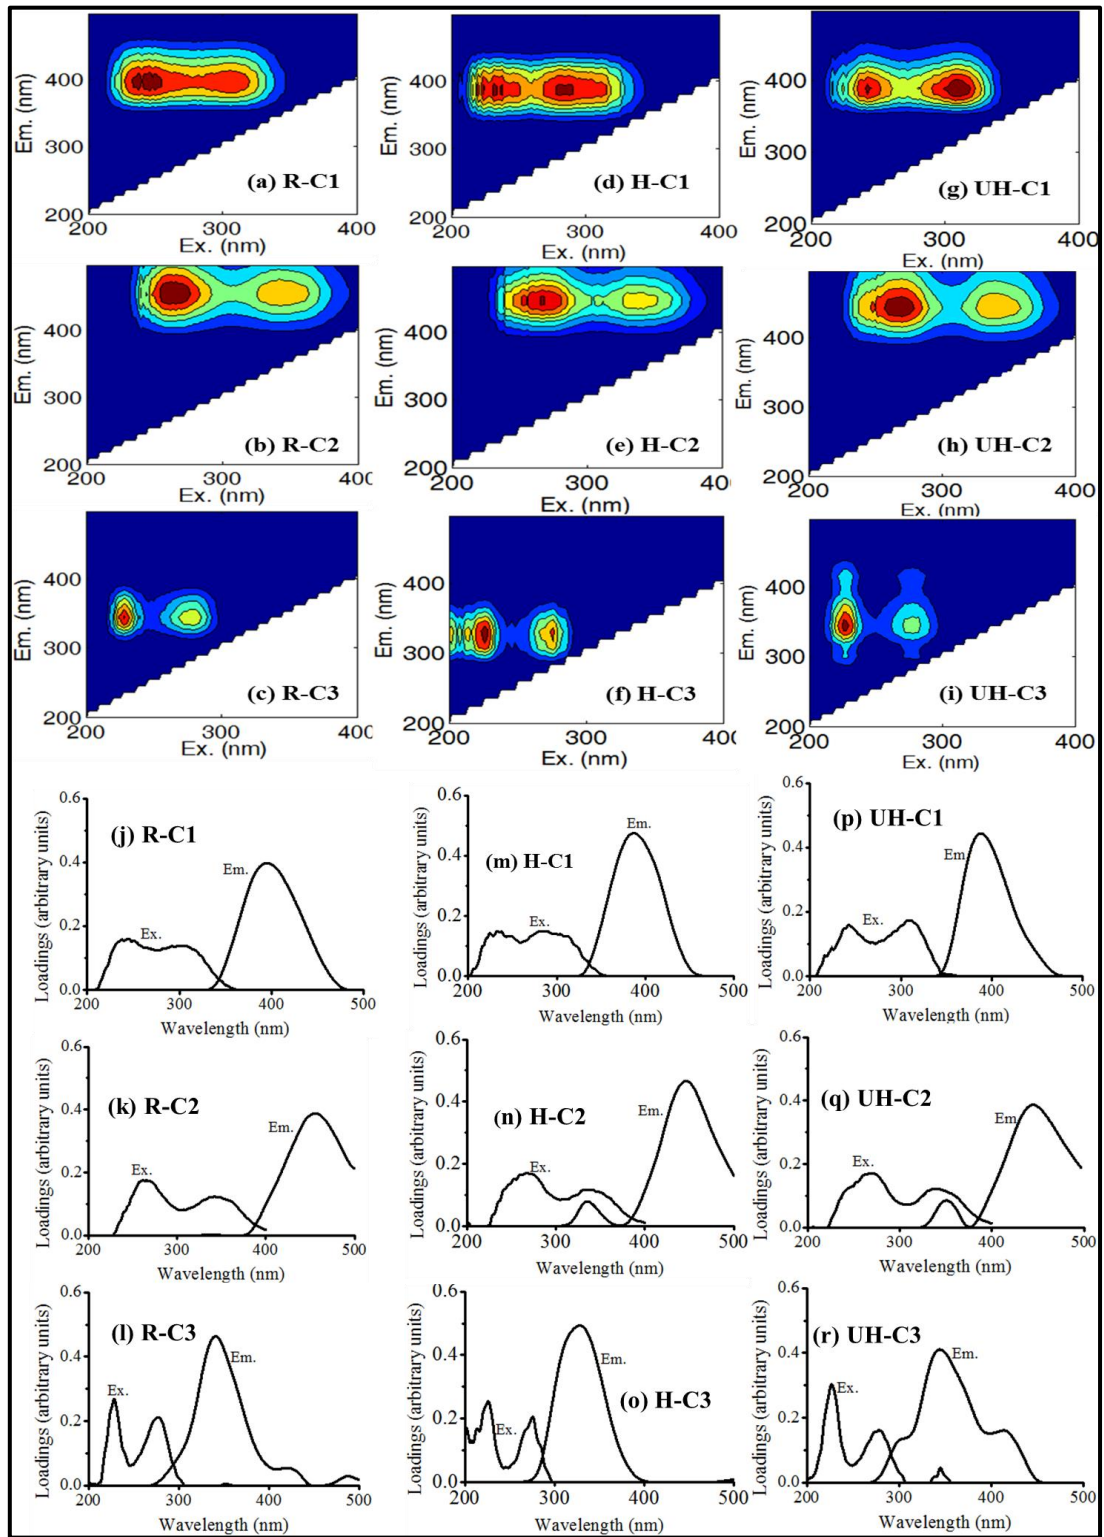 400
300
200
Em. (nm)
(a) R-C1
200
300
400
Ex. (nm)
400
300
200
Em. (nm)
(d) H-C1
200
300
400
Ex. (nm)
400
300
200
Em. (nm)
(g) UH-C1
200
300
400
Ex. (nm)
400
300
200
Em. (nm)
(b) R-C2
200
300
400
Ex. (nm)
400
300
200
Em. (nm)
(e) H-C2
200
300
40
Ex. (nm)
400
300
200
Em. (nm)
(h) UH-C2
200
300
400
Ex. (nm)
400
300
200
Em. (nm)
(c) R-C3
200
300
400
Ex. (nm)
400
300
200
Em. (nm)
(f) H-C3
200
300
40
Ex. (nm)
400
300
200
Em. (nm)
(i) UH-C3
200
300
400
Ex. (nm)
Loadings (arbitrary units)
0.6
0.4
0.2
0.0
(j) R-C1
Em.
Ex.
200
300
400
500
Wavelength (nm)
Loadings (arbitrary units)
0.6
0.4
0.2
0.0
(m) H-C1
Em.
Ex.
200
300
400
500
Wavelength (nm)
Loadings (arbitrary units)
0.6
0.4
0.2
0.0
(p) UH-C1
Em
Ex.
200
300
400
500
Wavelength (nm)
Loadings (arbitrary units)
0.6
0.4
0.2
0.0
(k) R-C2
Em.
Ex.
200
300
400
500
Wavelength (nm)
Loadings (arbitrary units)
0.6
0.4
0.2
0.0
(n) H-C2
Em.
Ex.
200
300
400
500
Wavelength (nm)
Loadings (arbitrary units)
0.6
0.4
0.2
0.0
(q) UH-C2
Em.
Ex.
200
300
400
500
Wavelength (nm)
Loadings (arbitrary units)
0.6
0.4
0.2
0.0
(l) R-C3
Em.
Ex.
200
300
400
500
Wavelength (nm)
Loadings (arbitrary units)
0.6
0.4
0.2
0.0
(o) H-C3
Em.
Ex.
200
300
400
500
Wavelength (nm)
Loadings (arbitrary units)
0.6
0.4
0.2
0.0
(r) UH-C3
Em.
Ex.
200
300
400
500
Wavelength (nm)